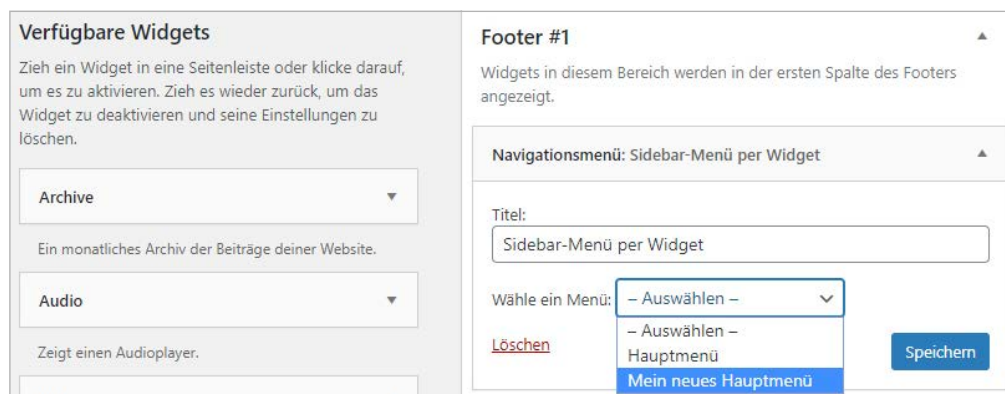 Verfügbare Widgets
Zieh ein Widget in eine Seitenleiste oder klicke darauf,
um es zu aktivieren. Zieh es wieder zurück, um das
Widget zu deaktivieren und seine Einstellungen zu
löschen.
Archive
Ein monatliches Archiv der Beiträge deiner Website.
Audio
Zeigt einen Audioplayer.
Footer #1
Widgets in diesem Bereich werden in der ersten Spalte des Footers
angezeigt.
Navigationsmenü: Sidebar-Menü per Widget
Titel:
Sidebar-Menü per Widget
Wähle ein Menü: – Auswählen –
– Auswählen –
Hauptmenü
Mein neues Hauptmenü
Löschen
Speichern